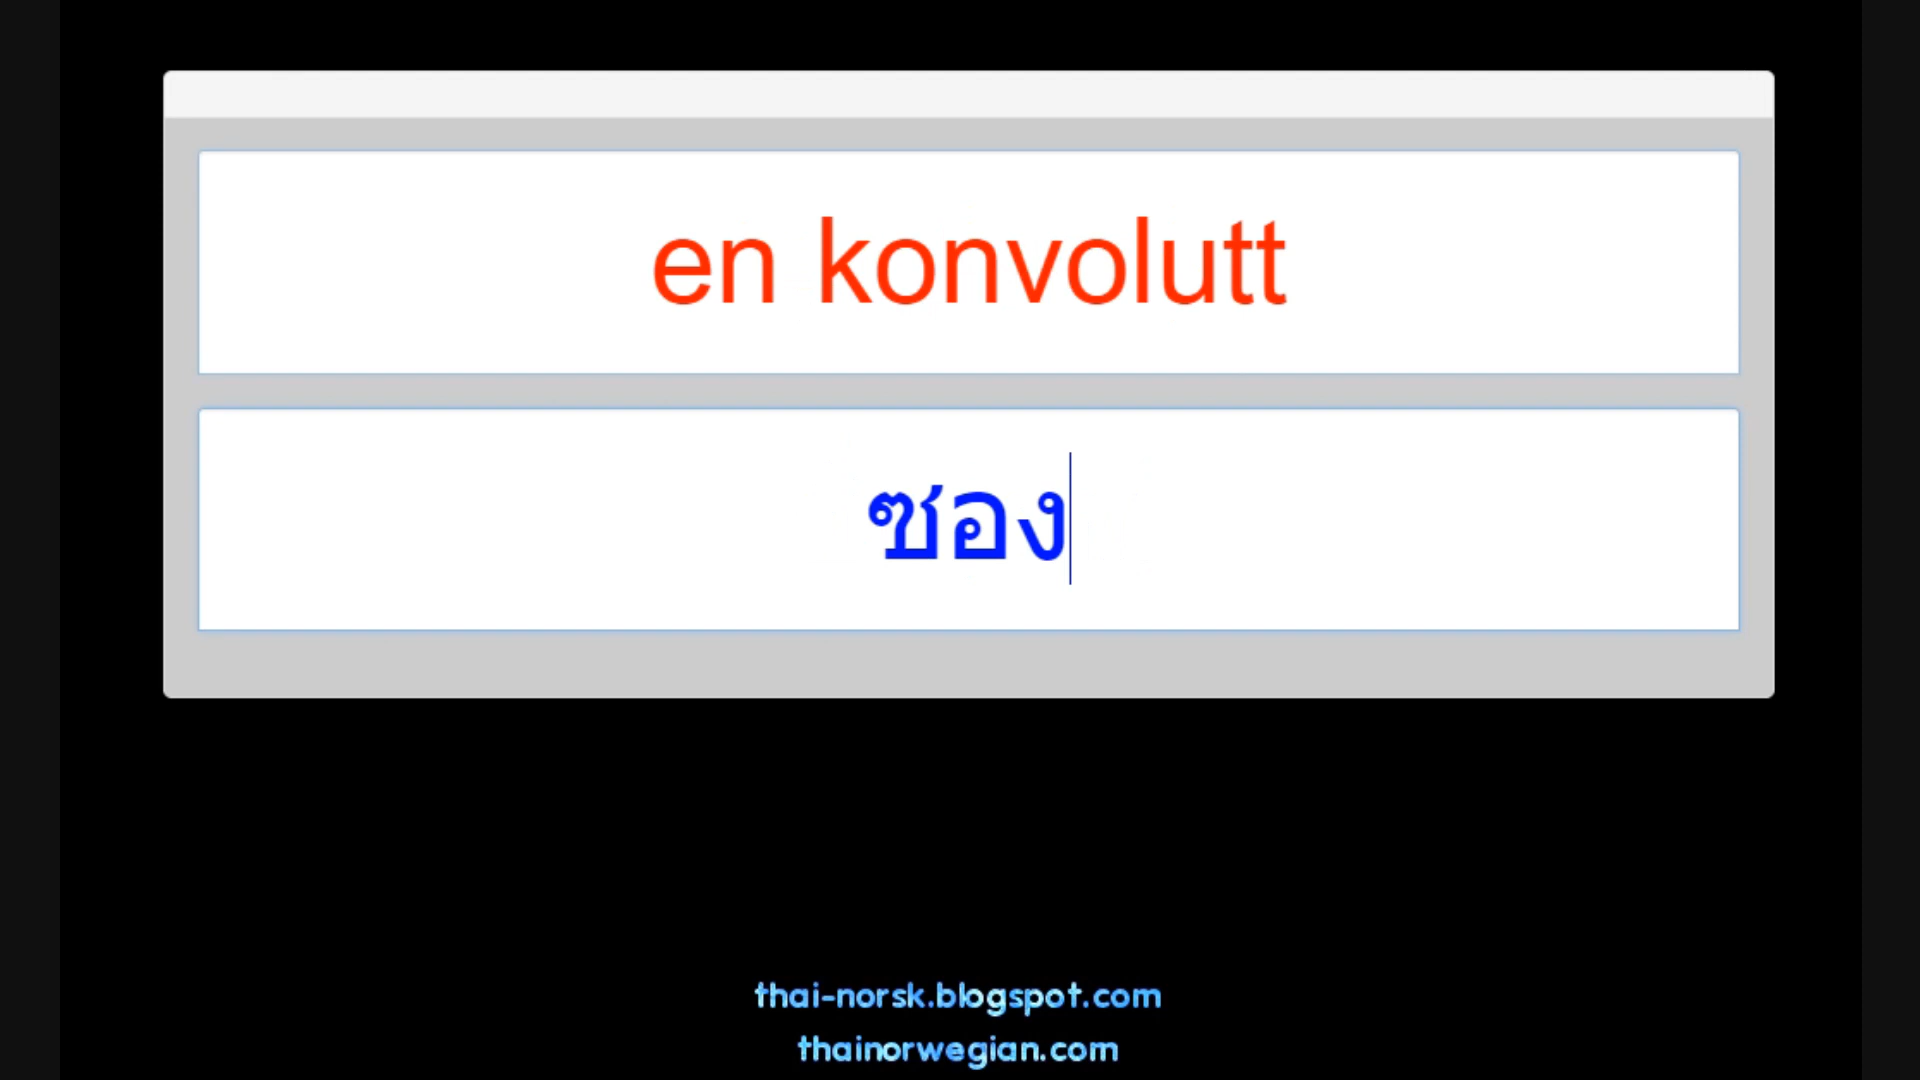 en konvolutt
ซอง
thai-norsk.blogspot.com
thainorwegian.com